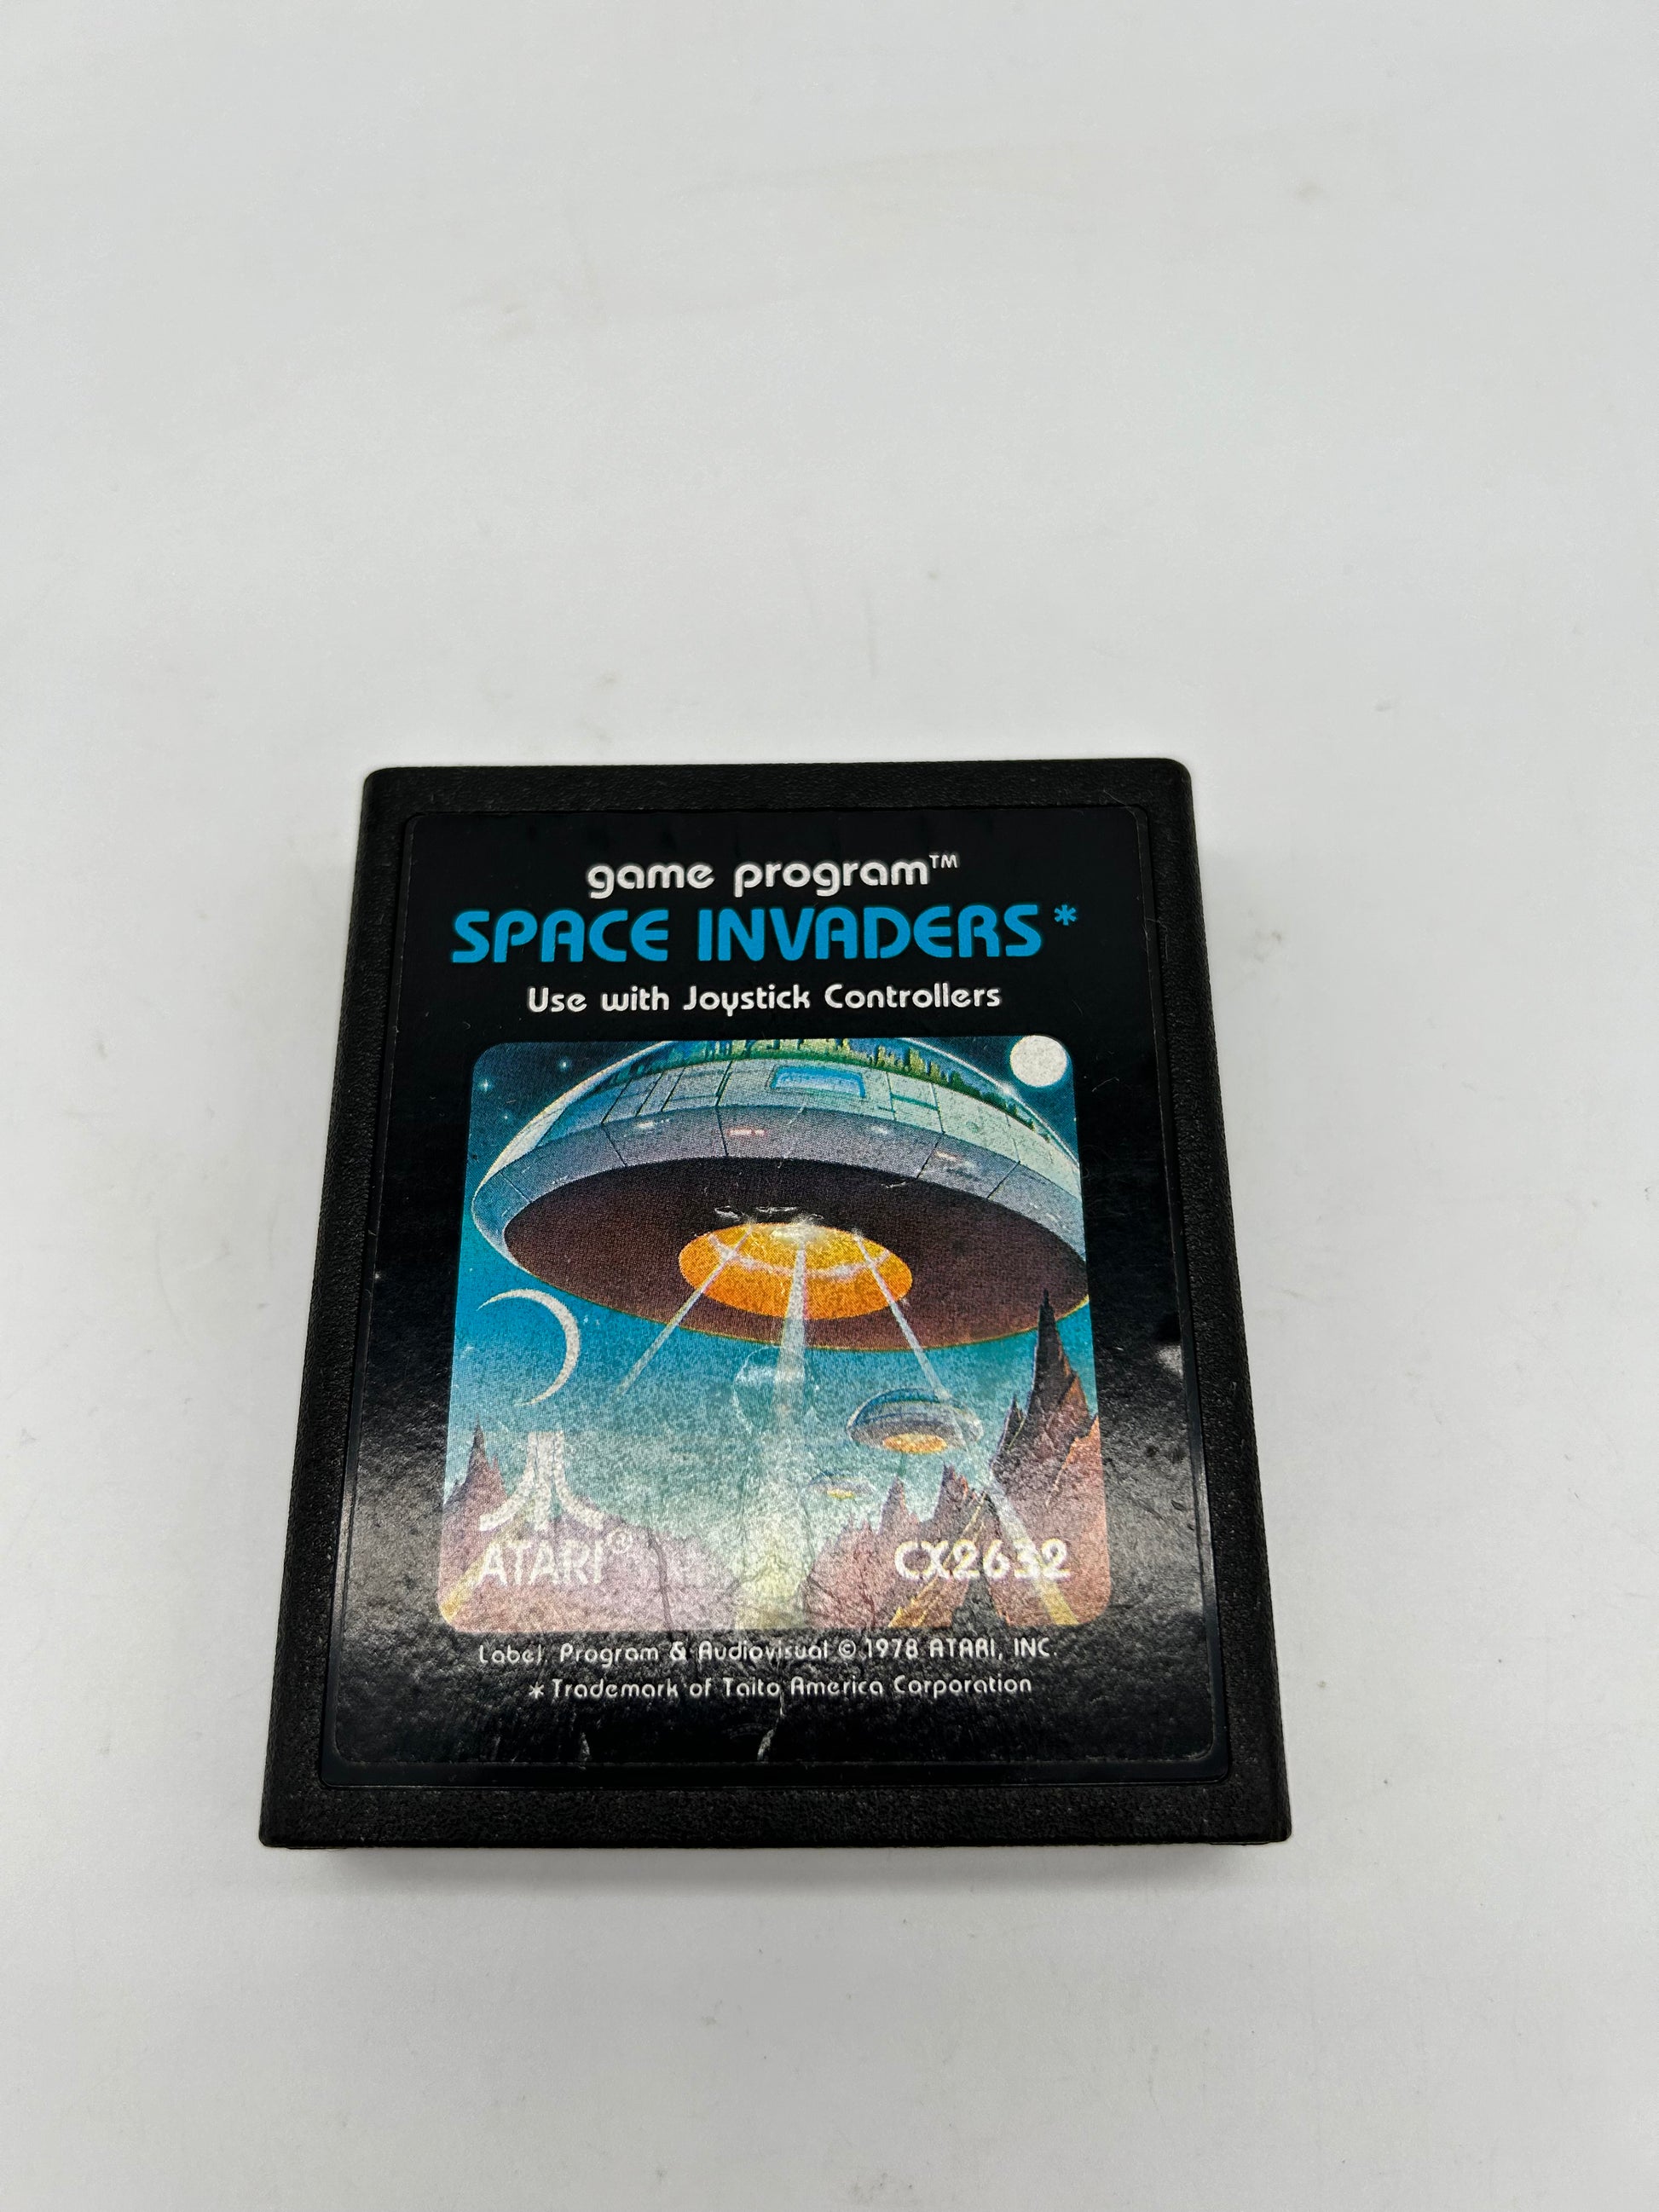 game program™
SPACE INVADERS*
Use with Joystick Controllers
ATARI®
CX2632
Label, Program & Audiovisual © 1978 ATARI, INC.
* Trademark of Taito America Corporation